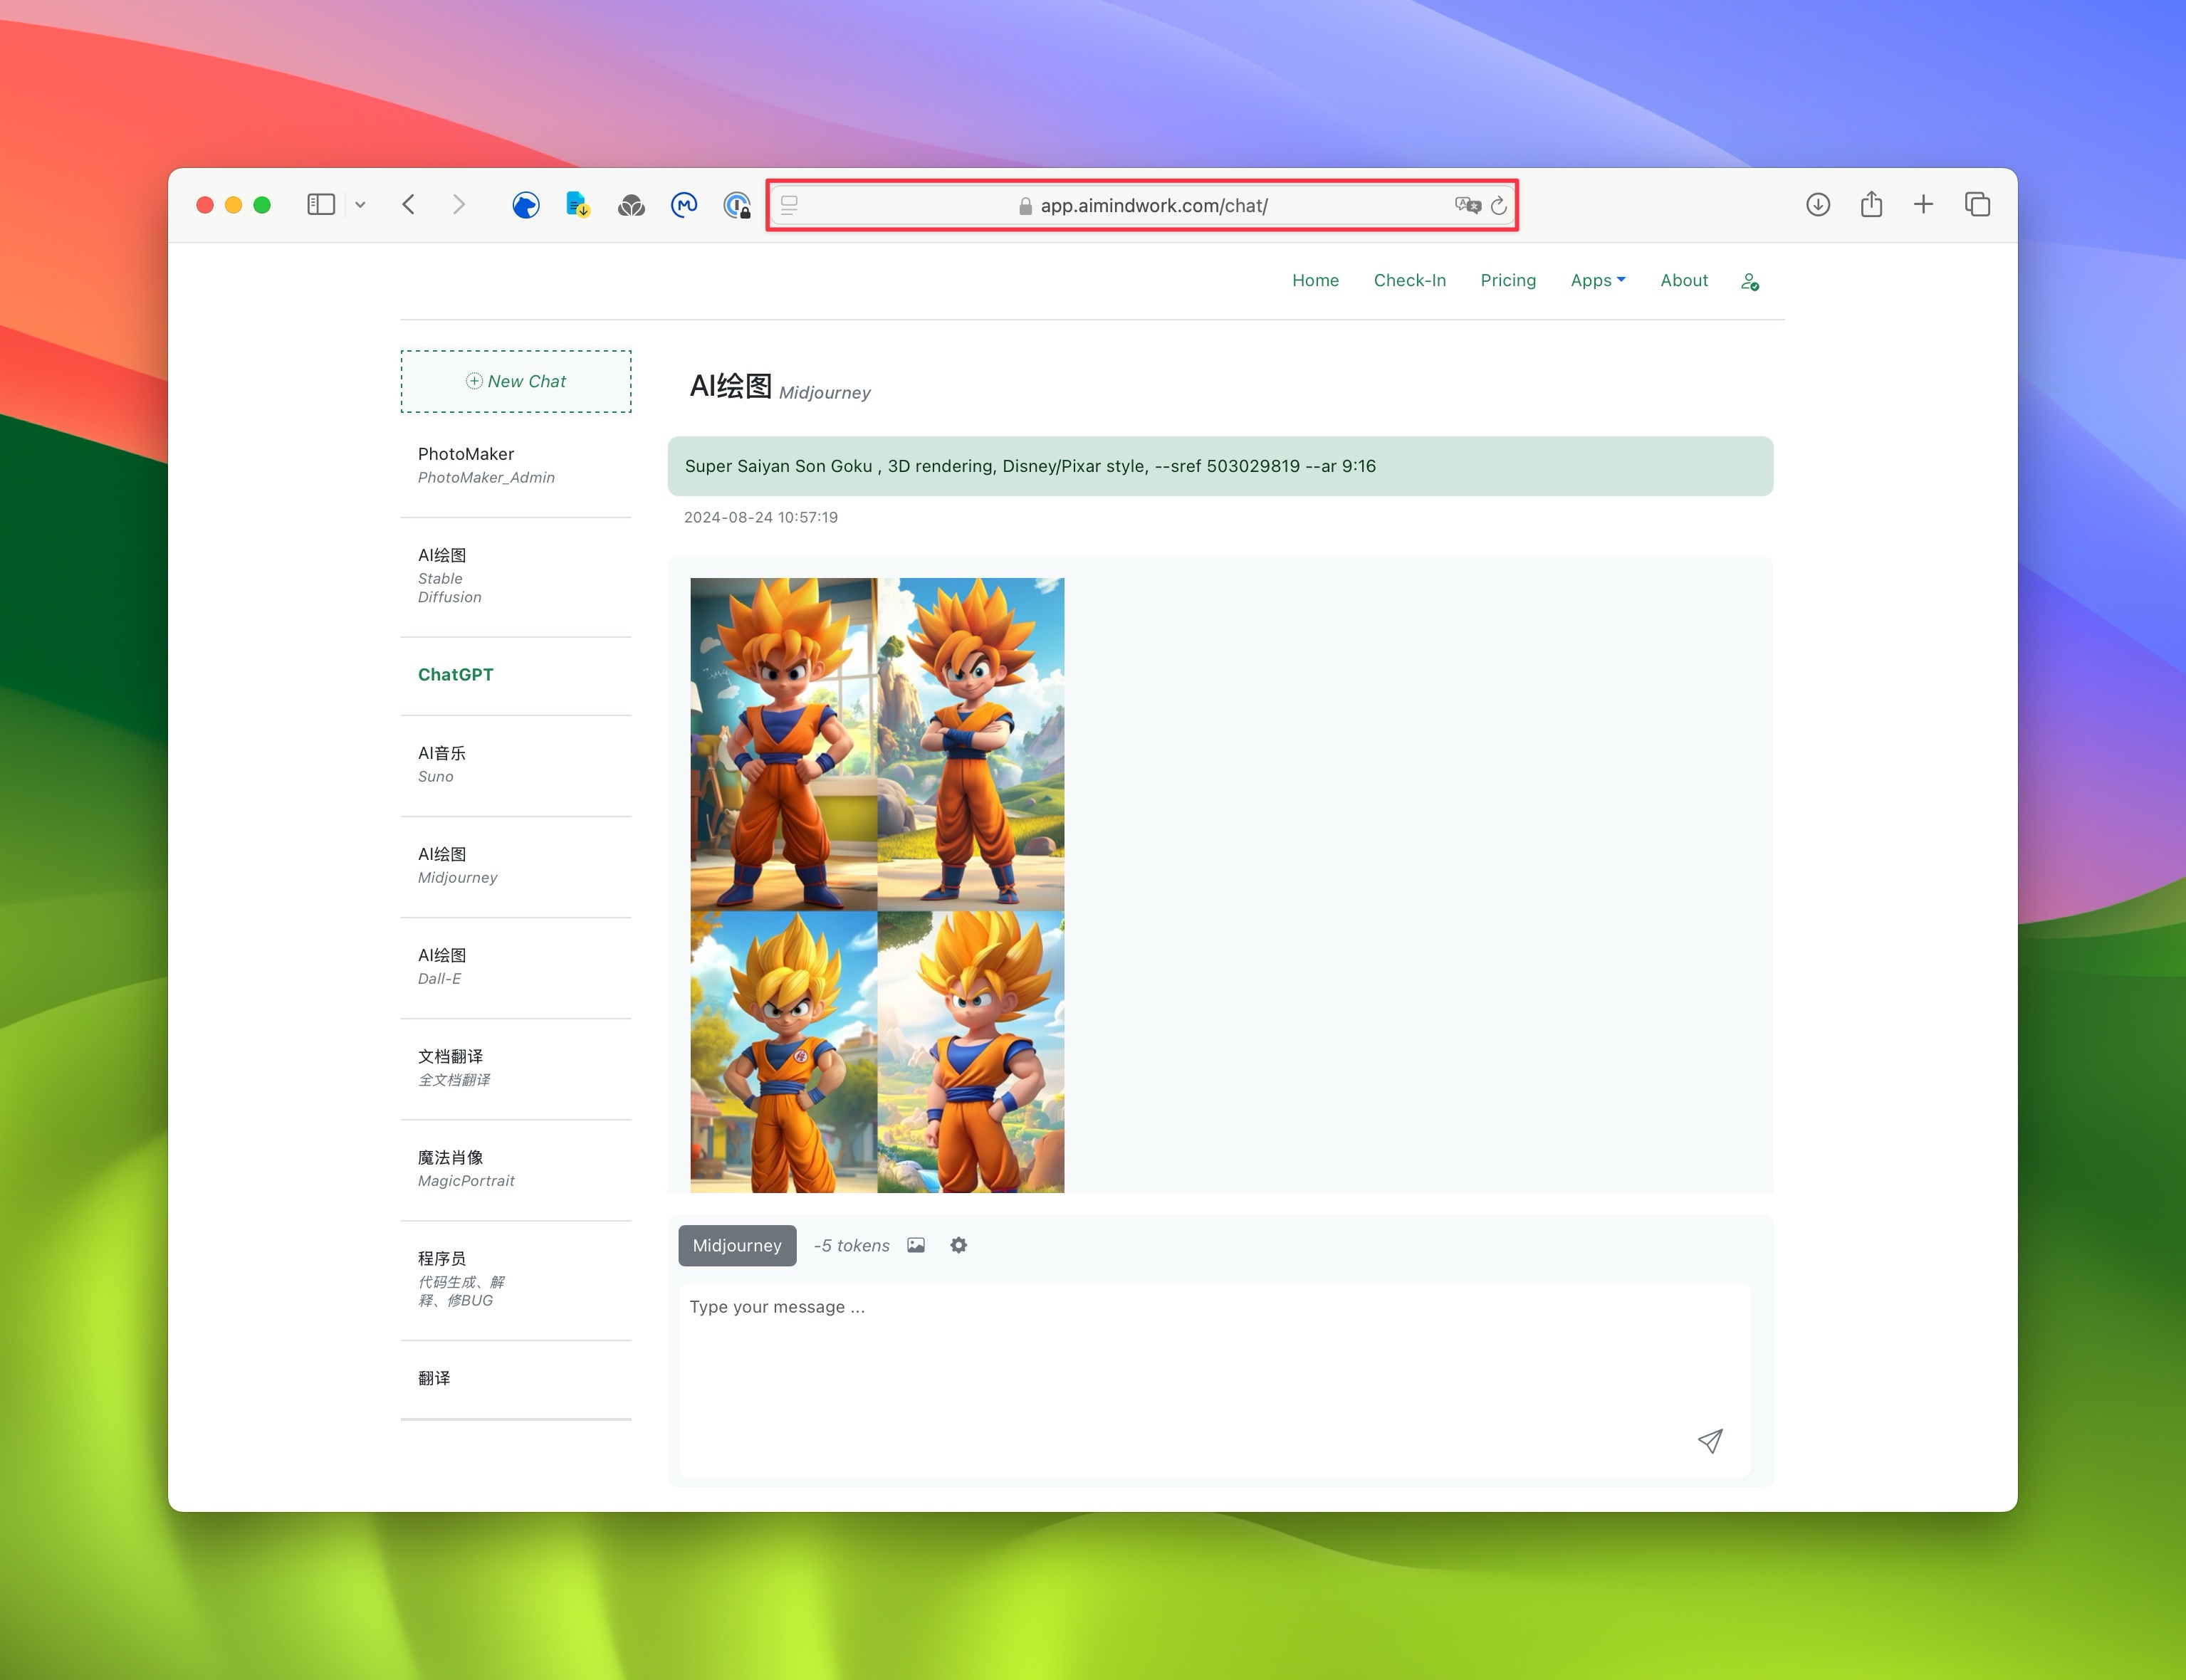 app.aimindwork.com/chat/
Home Check-In Pricing Apps About
New Chat
PhotoMaker
PhotoMaker_Admin
AI绘图
Stable
Diffusion
ChatGPT
AI音乐
Suno
AI绘图
Midjourney
AI绘图
Dall-E
文档翻译
全文档翻译
魔法肖像
MagicPortrait
程序员
代码生成、解
释、修BUG
翻译
AI绘图 Midjourney
Super Saiyan Son Goku , 3D rendering, Disney/Pixar style, --sref 503029819 --ar 9:16
2024-08-24 10:57:19
Midjourney -5 tokens
Type your message ...